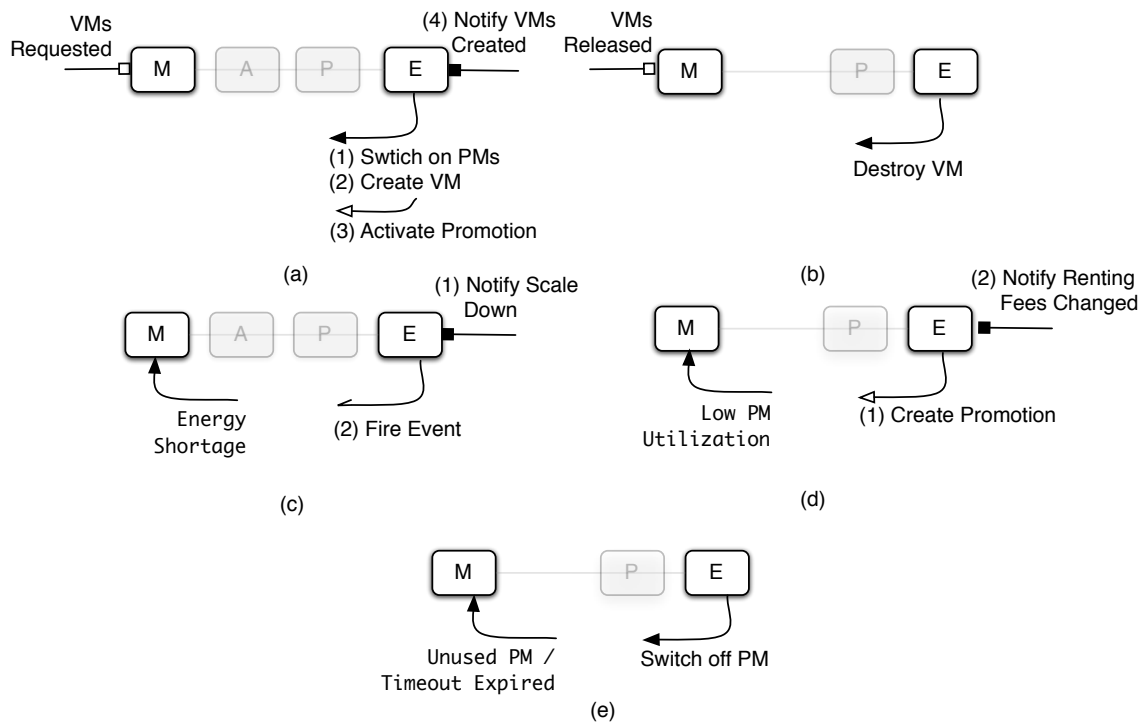 VMs
Requested
M
A
P
E
(4) Notify VMs
Created
(1) Swtich on PMs
(2) Create VM
(3) Activate Promotion
(a)
VMs
Released
M
P
E
Destroy VM
(b)
M
A
P
E
(1) Notify Scale
Down
Energy
Shortage
(2) Fire Event
(c)
M
P
E
(2) Notify Renting
Fees Changed
Low PM
Utilization
(1) Create Promotion
(d)
M
P
E
Unused PM /
Timeout Expired
Switch off PM
(e)